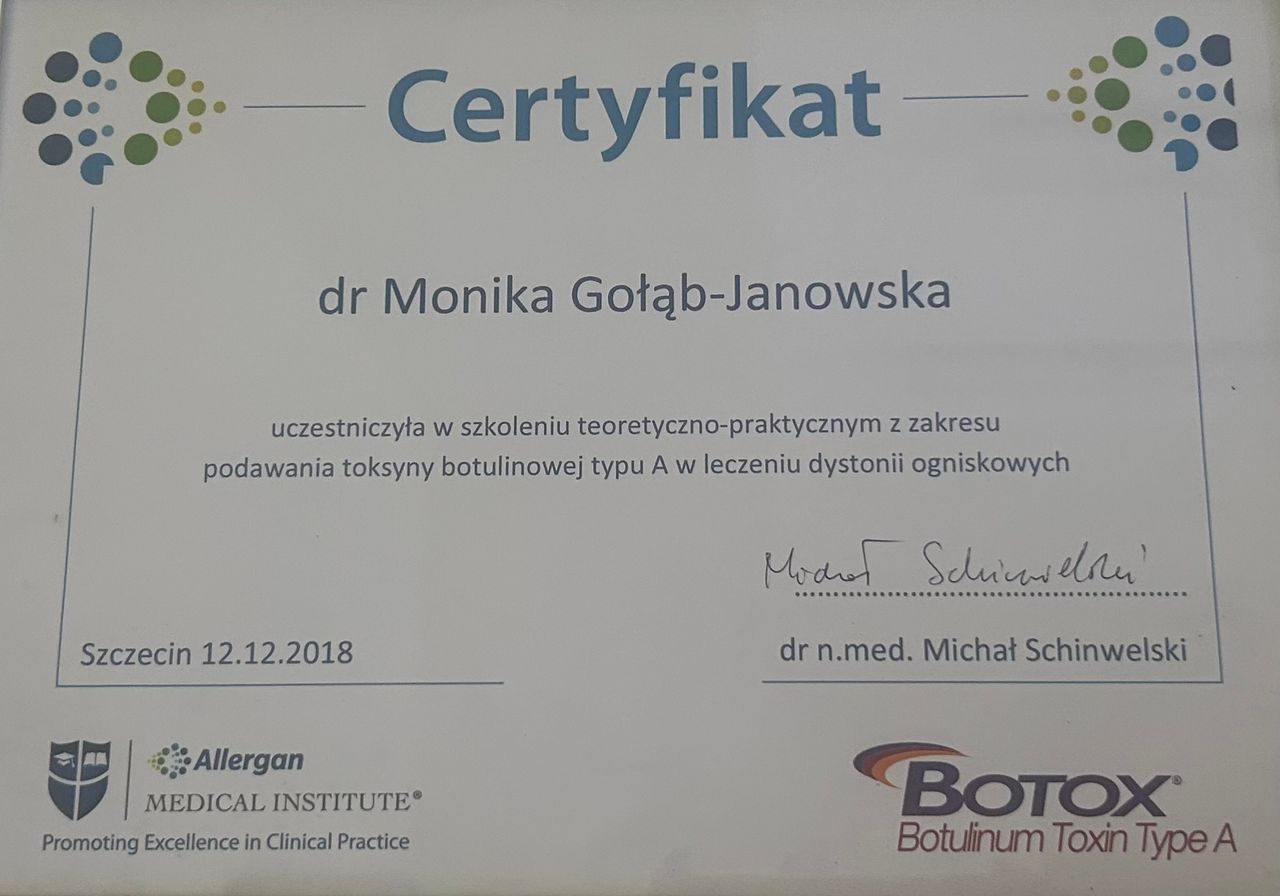 Certyfikat
dr Monika Gołąb-Janowska
uczestniczyła w szkoleniu teoretyczno-praktycznym z zakresu
podawania toksyny botulinowej typu A w leczeniu dystonii ogniskowych
Michał Schinwelski
Szczecin 12.12.2018
dr n.med. Michał Schinwelski
Allergan
MEDICAL INSTITUTE®
Promoting Excellence in Clinical Practice
BOTOX®
Botulinum Toxin Type A